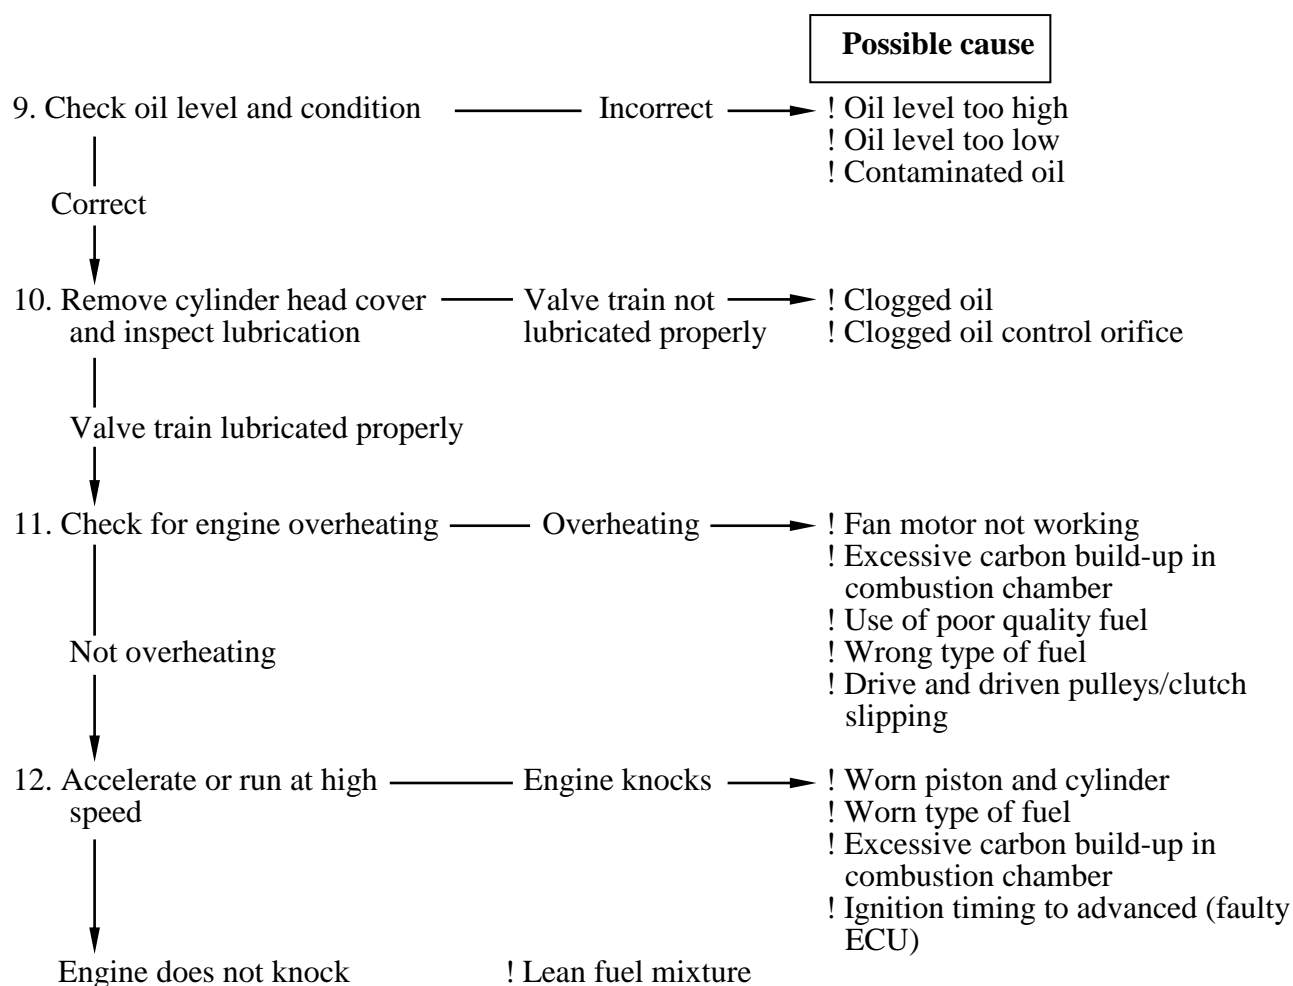 Possible cause
9. Check oil level and condition Incorrect ! Oil level too high
! Oil level too low
! Contaminated oil
Correct
10. Remove cylinder head cover Valve train not ! Clogged oil
and inspect lubrication lubricated properly ! Clogged oil control orifice
Valve train lubricated properly
11. Check for engine overheating Overheating ! Fan motor not working
! Excessive carbon build-up in
combustion chamber
! Use of poor quality fuel
Not overheating ! Wrong type of fuel
! Drive and driven pulleys/clutch
slipping
12. Accelerate or run at high Engine knocks ! Worn piston and cylinder
speed ! Worn type of fuel
! Excessive carbon build-up in
combustion chamber
! Ignition timing to advanced (faulty
ECU)
Engine does not knock ! Lean fuel mixture